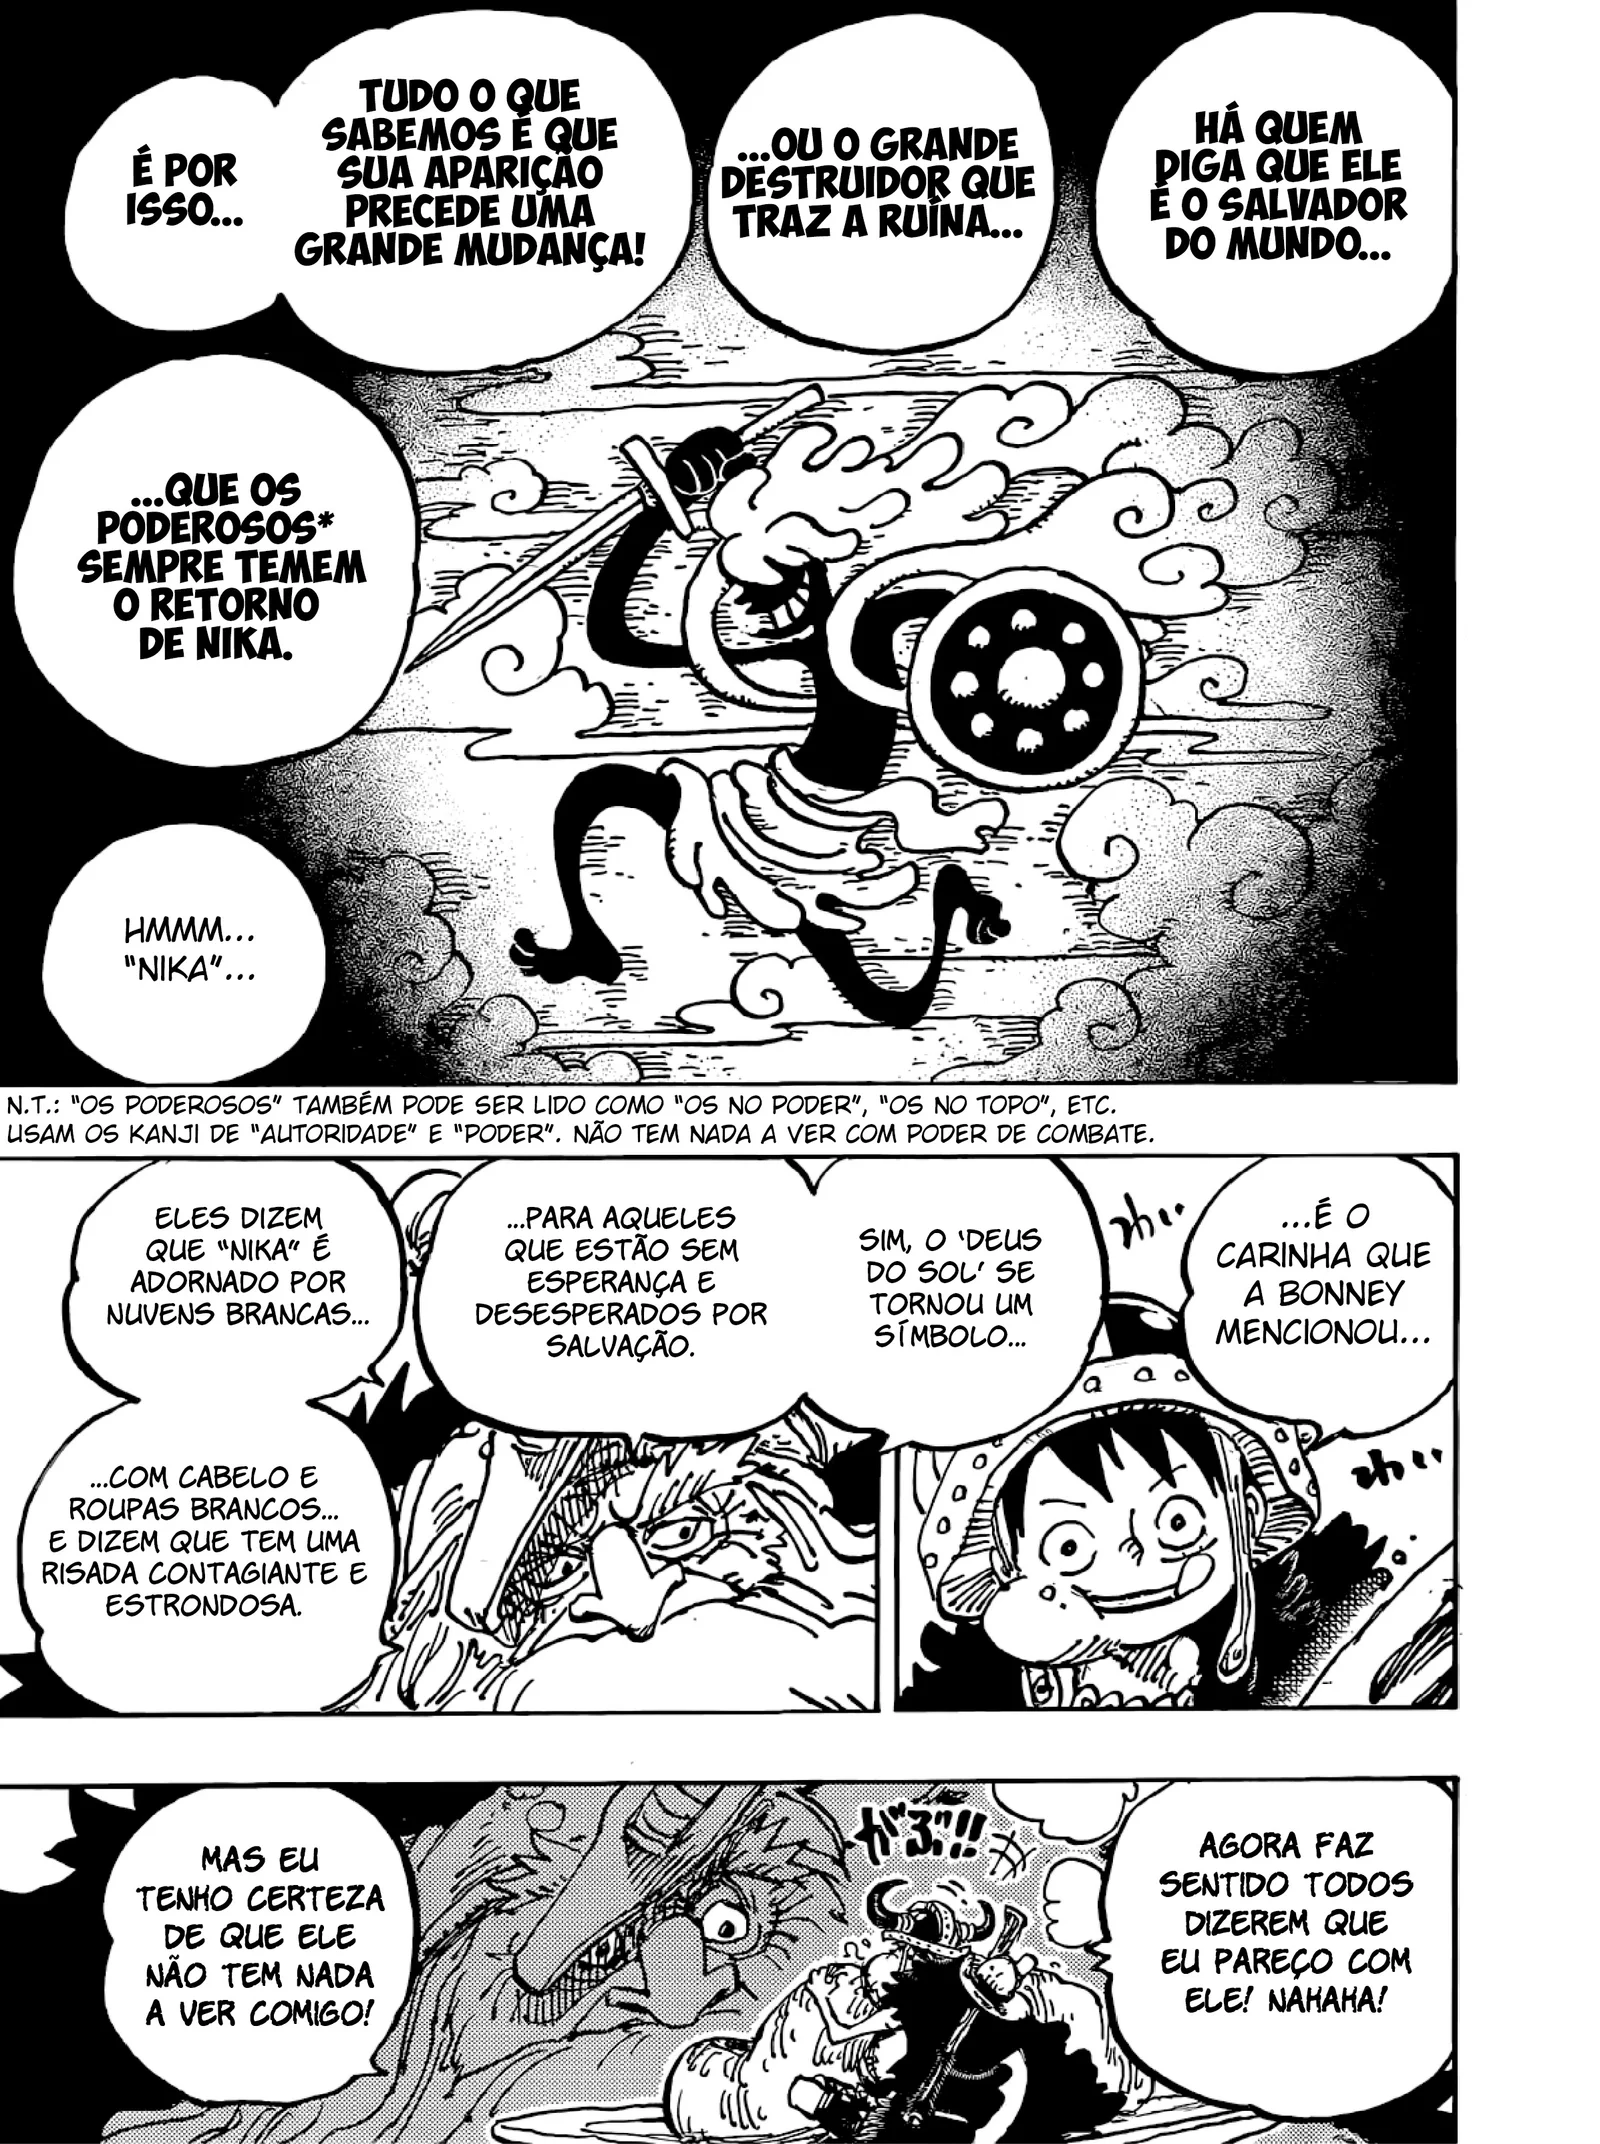 HÁ QUEM
DIGA QUE ELE
É O SALVADOR
DO MUNDO...
...OU O GRANDE
DESTRUIDOR QUE
TRAZ A RUÍNA...
TUDO O QUE
SABEMOS É QUE
SUA APARIÇÃO
PRECEDE UMA
GRANDE MUDANÇA!
É POR
ISSO...
...QUE OS
PODEROSOS*
SEMPRE TEMEM
O RETORNO
DE NIKA.
HMMM...
"NIKA"...
N.T.: "OS PODEROSOS" TAMBÉM PODE SER LIDO COMO "OS NO PODER", "OS NO TOPO", ETC.
USAM OS KANJI DE "AUTORIDADE" E "PODER". NÃO TEM NADA A VER COM PODER DE COMBATE.
...É O
CARINHA QUE
A BONNEY
MENCIONOU...
SIM, O 'DEUS
DO SOL' SE
TORNOU UM
SÍMBOLO...
...PARA AQUELES
QUE ESTÃO SEM
ESPERANÇA E
DESESPERADOS POR
SALVAÇÃO.
ELES DIZEM
QUE "NIKA" É
ADORNADO POR
NUVENS BRANCAS...
...COM CABELO E
ROUPAS BRANCOS...
E DIZEM QUE TEM UMA
RISADA CONTAGIANTE E
ESTRONDOSA.
AGORA FAZ
SENTIDO TODOS
DIZEREM QUE
EU PAREÇO COM
ELE! NAHAHA!
がぶ!!
MAS EU
TENHO CERTEZA
DE QUE ELE
NÃO TEM NADA
A VER COMIGO!